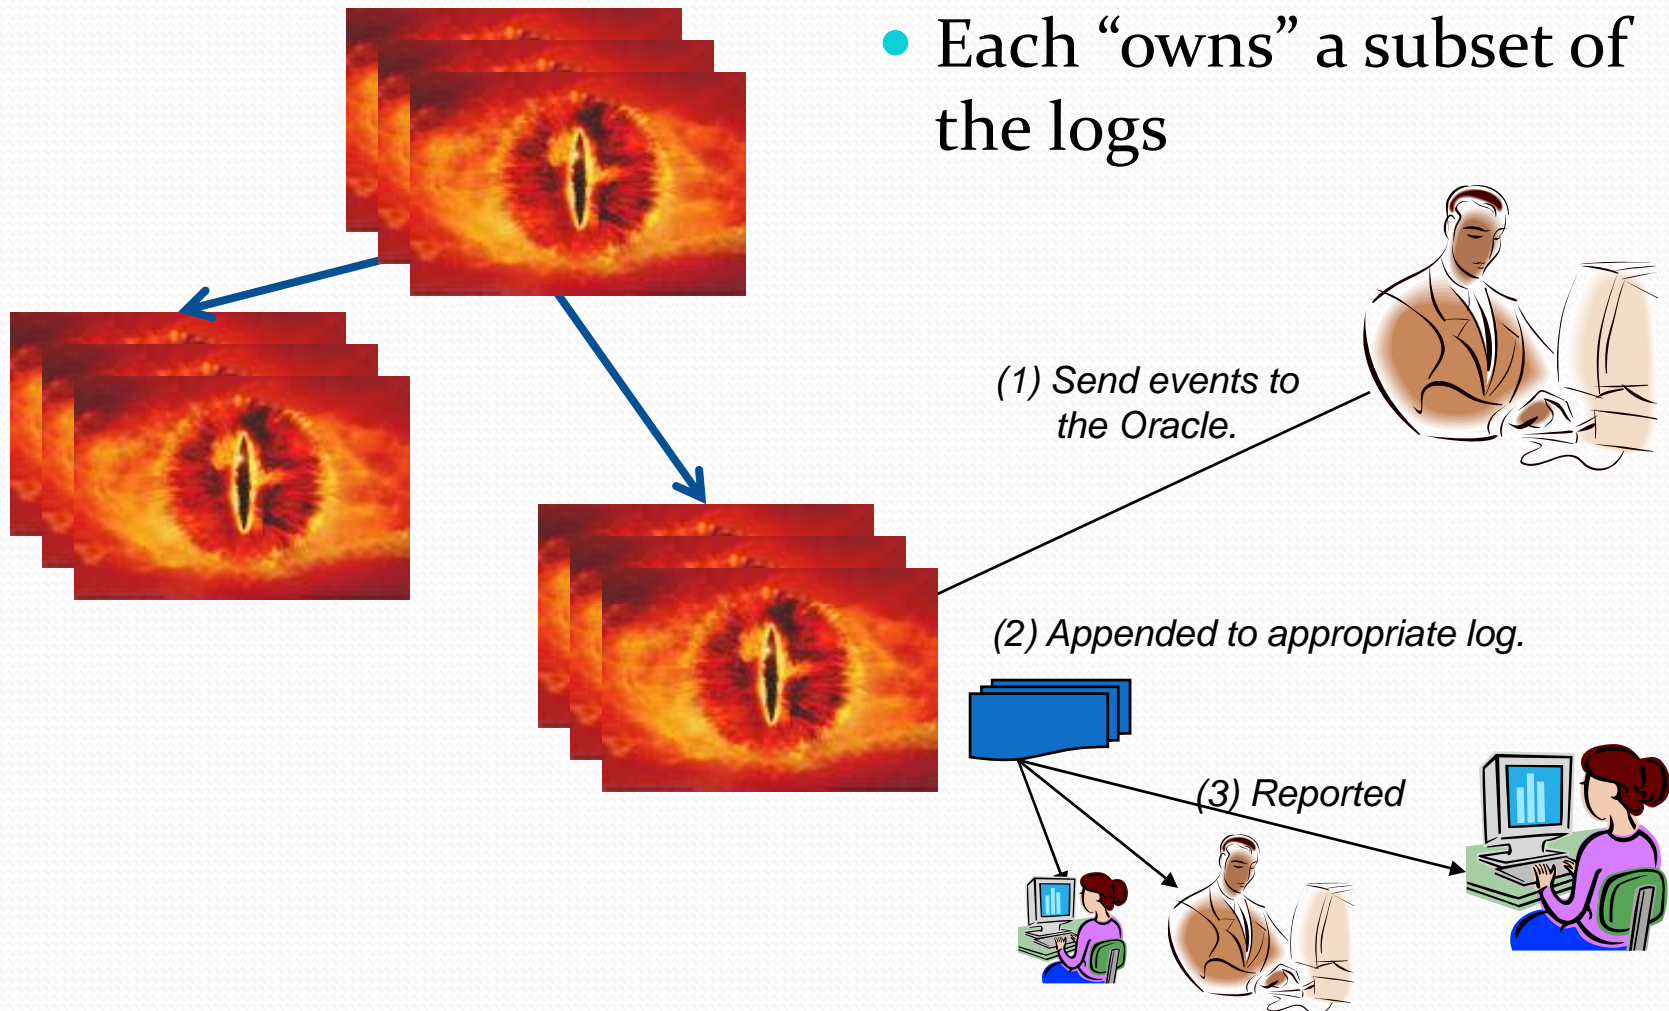 • Each “owns” a subset of
the logs
(1) Send events to
the Oracle.
(2) Appended to appropriate log.
(3) Reported